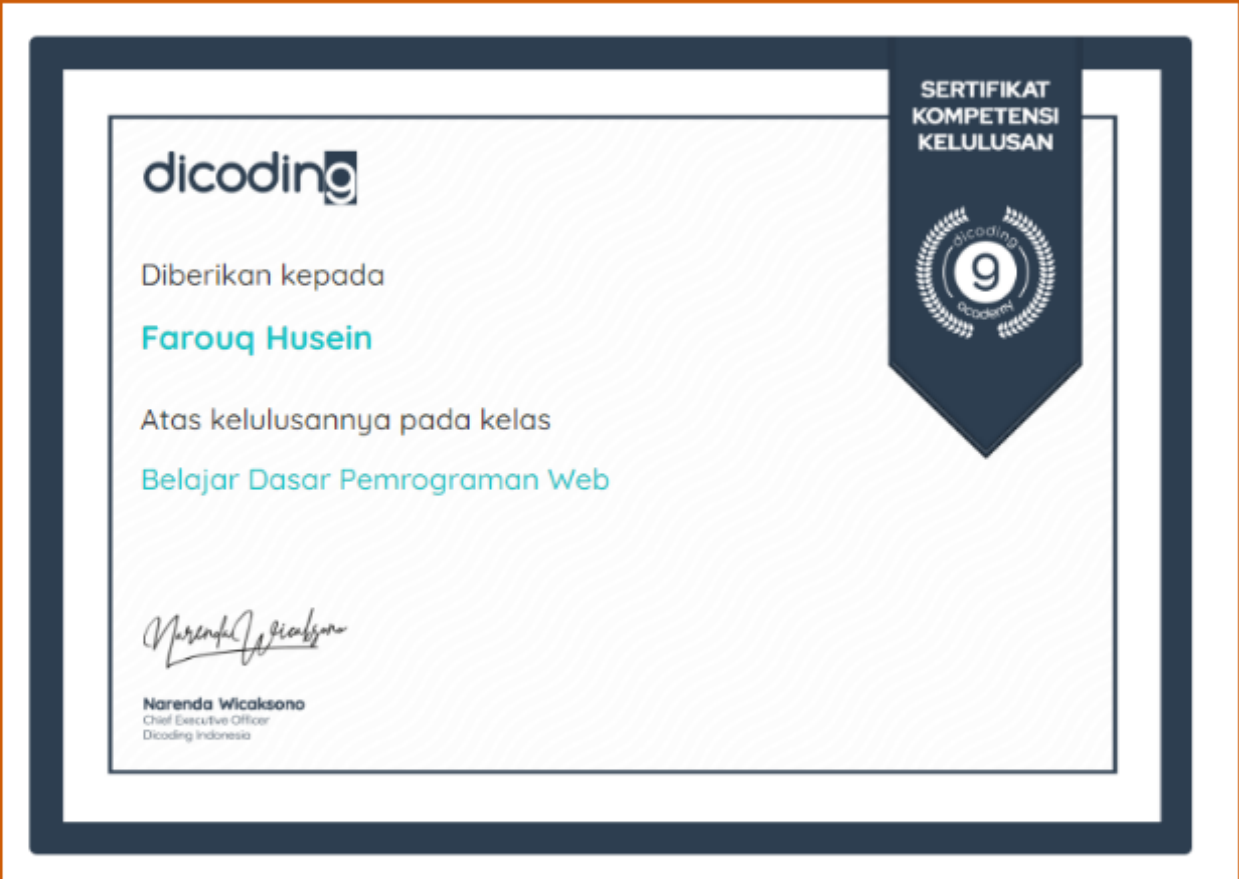 SERTIFIKAT
KOMPETENSI
KELULUSAN
dicoding
dicoding
9
academy
Diberikan kepada
Farouq Husein
Atas kelulusannya pada kelas
Belajar Dasar Pemrograman Web
Narenda Wicaksono
Narenda Wicaksono
Chief Executive Officer
Dicoding Indonesia